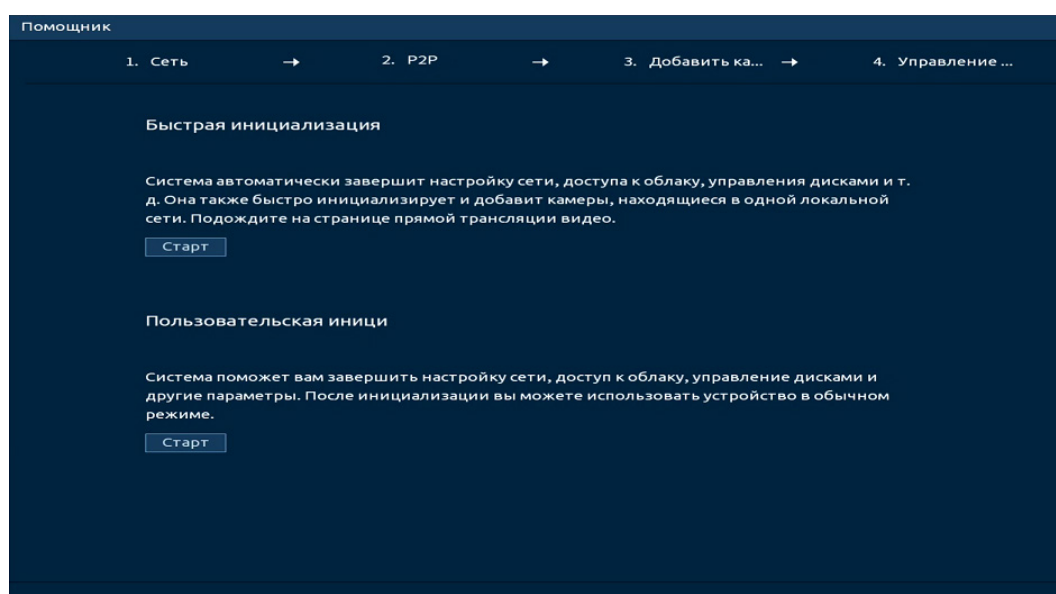 Помощник
1. Сеть → 2. P2P → 3. Добавить ка... → 4. Управление ...
Быстрая инициализация
Система автоматически завершит настройку сети, доступа к облаку, управления дисками и т.
д. Она также быстро инициализирует и добавит камеры, находящиеся в одной локальной
сети. Подождите на странице прямой трансляции видео.
Старт
Пользовательская иници
Система поможет вам завершить настройку сети, доступ к облаку, управление дисками и
другие параметры. После инициализации вы можете использовать устройство в обычном
режиме.
Старт